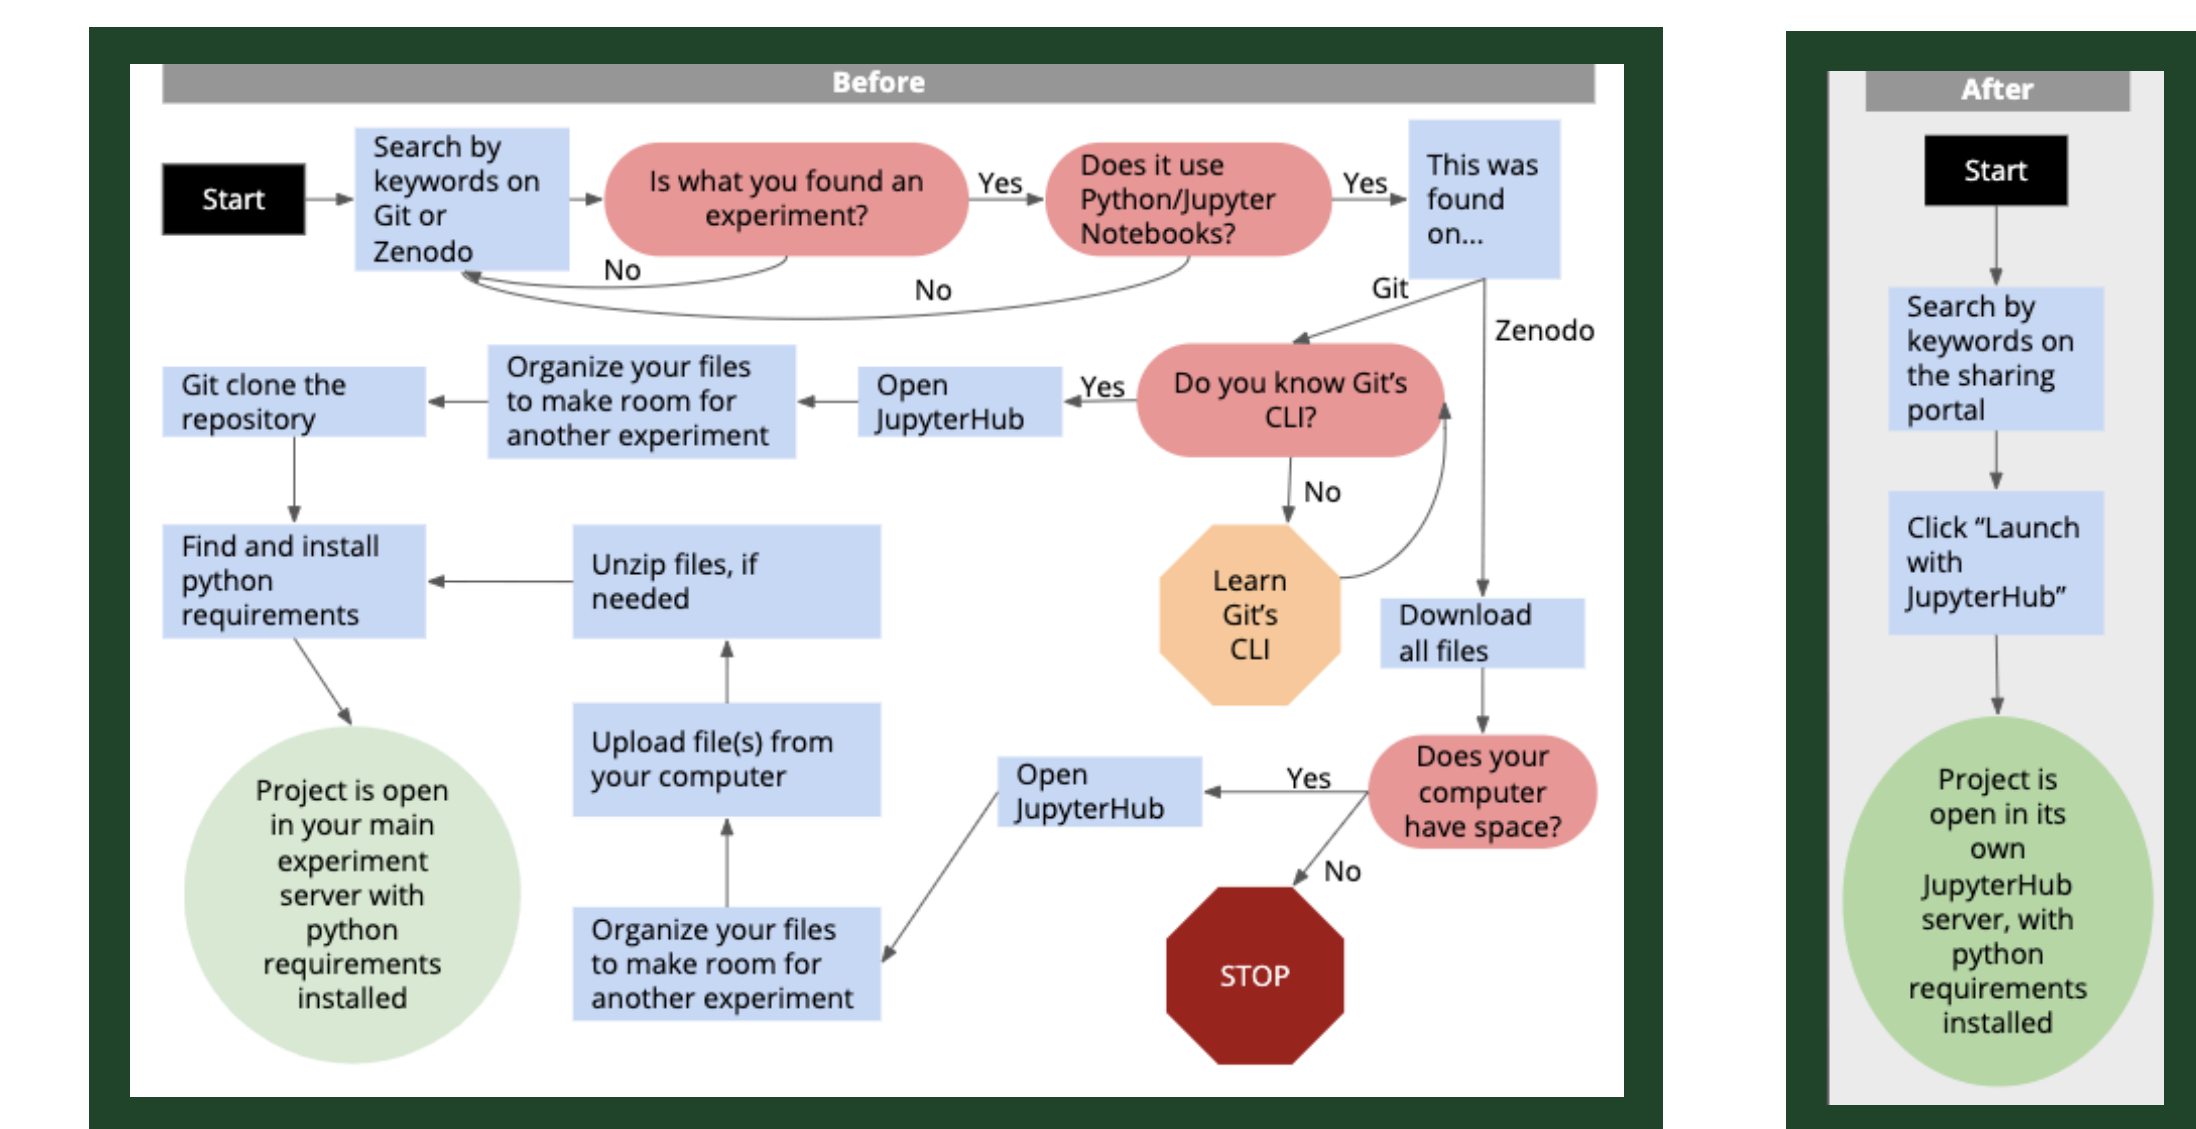 Before
Start
Search by
keywords on
Git or
Zenodo
Is what you found an
experiment?
Yes
Does it use
Python/Jupyter
Notebooks?
Yes
This was
found
on...
No
No
Git
Zenodo
Git clone the
repository
Organize your files
to make room for
another experiment
Open
JupyterHub
Yes
Do you know Git’s
CLI?
No
Find and install
python
requirements
Unzip files, if
needed
Learn
Git’s
CLI
Download
all files
Upload file(s) from
your computer
Open
JupyterHub
Yes
Does your
computer
have space?
No
Project is open
in your main
experiment
server with
python
requirements
installed
Organize your files
to make room for
another experiment
STOP
After
Start
Search by
keywords on
the sharing
portal
Click “Launch
with
JupyterHub”
Project is
open in its
own
JupyterHub
server, with
python
requirements
installed